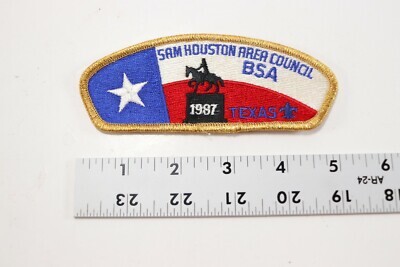 SAM HOUSTON AREA COUNCIL
BSA
1987
TEXAS
1 2 3 4 5 6
AR-24
23 22 21 20 19 18